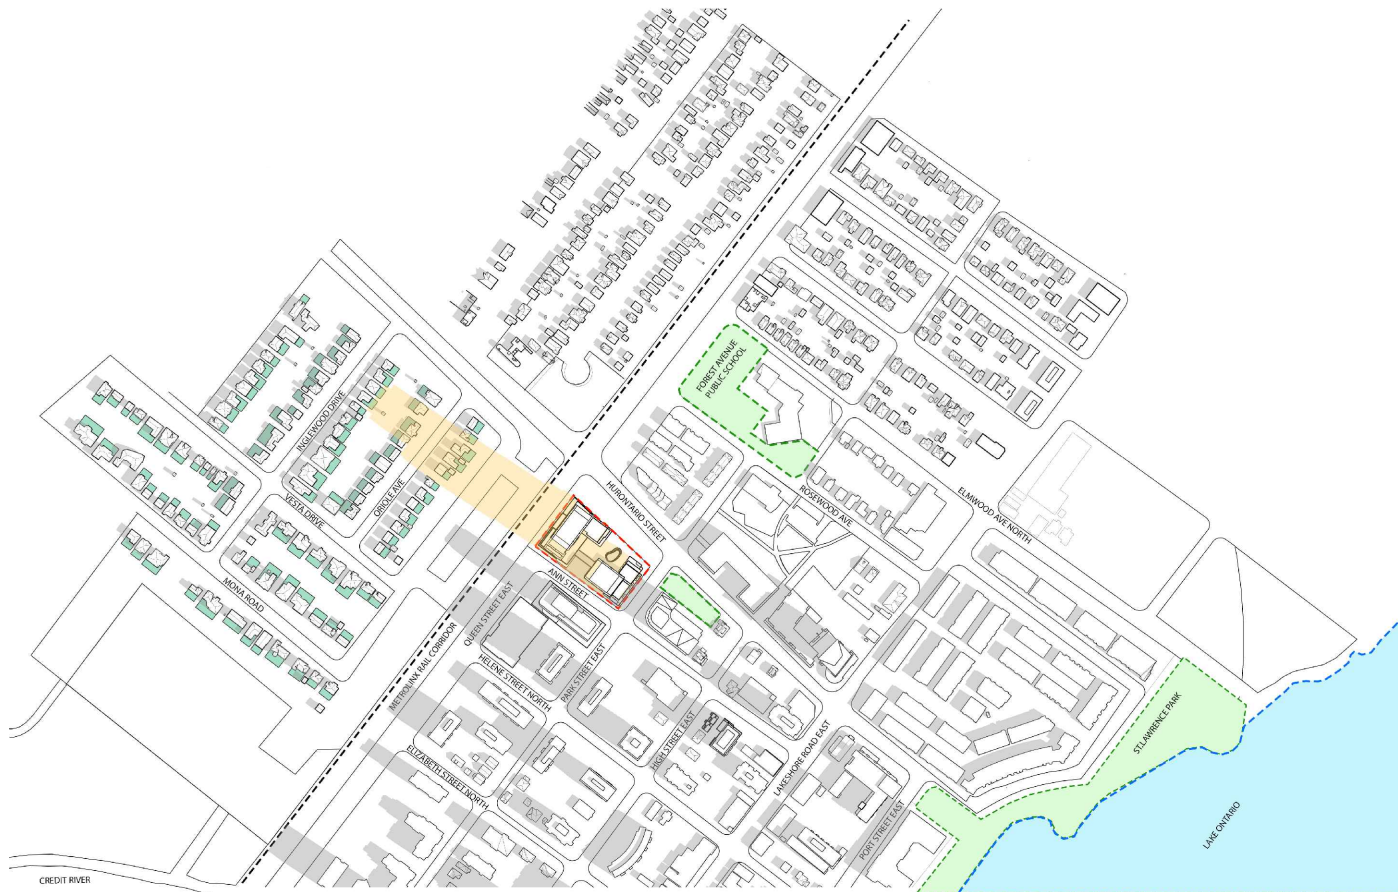 FOREST AVENUE
PUBLIC SCHOOL
INGLEWOOD DRIVE
ORIOLE AVE
VESTA DRIVE
HURONTARIO STREET
ROSEWOOD AVE
ELMWOOD AVE NORTH
MONA ROAD
ANN STREET
QUEEN STREET EAST
METROLINX RAIL CORRIDOR
HELENE STREET NORTH
PARK STREET EAST
HIGH STREET EAST
ELIZABETH STREET NORTH
LAKESHORE ROAD EAST
ST.LAWRENCE PARK
PORT STREET EAST
LAKE ONTARIO
CREDIT RIVER